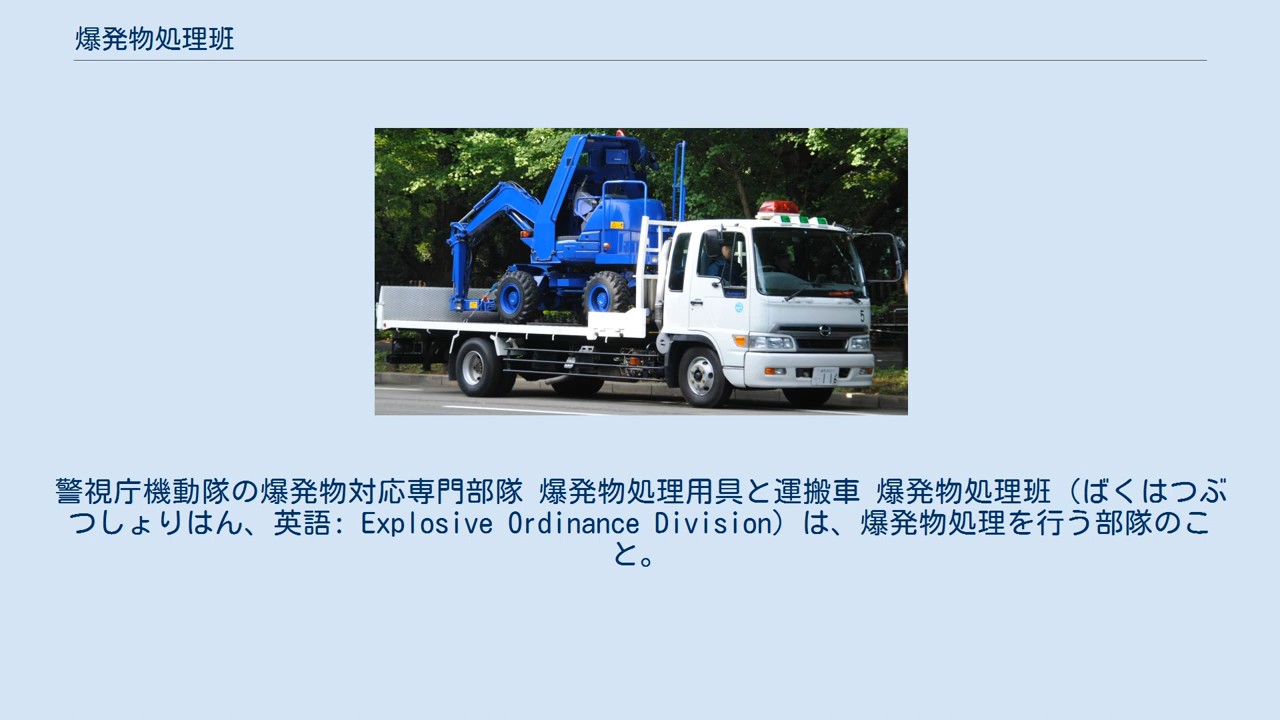 爆発物処理班
5
116
警視庁機動隊の爆発物対応専門部隊 爆発物処理用具と運搬車 爆発物処理班（ばくはつぶ
つしょりはん、英語: Explosive Ordinance Division）は、爆発物処理を行う部隊のこ
と。